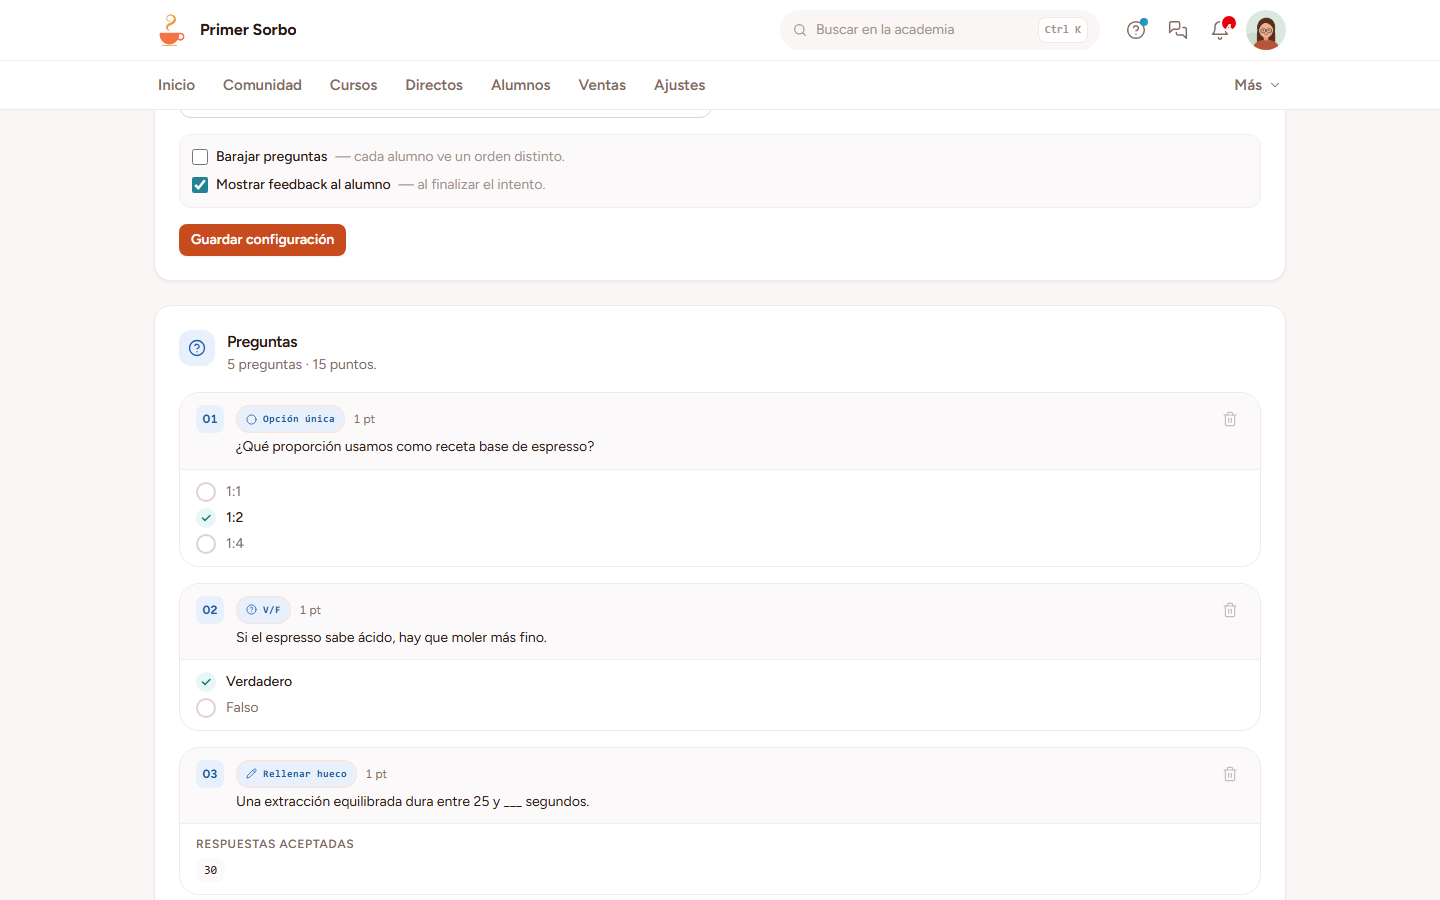 Primer Sorbo
Buscar en la academia
Ctrl K
Inicio
Comunidad
Cursos
Directos
Alumnos
Ventas
Ajustes
Más
Barajar preguntas — cada alumno ve un orden distinto.
Mostrar feedback al alumno — al finalizar el intento.
Guardar configuración
Preguntas
5 preguntas · 15 puntos.
01 Opción única 1 pt
¿Qué proporción usamos como receta base de espresso?
1:1
1:2
1:4
02 V/F 1 pt
Si el espresso sabe ácido, hay que moler más fino.
Verdadero
Falso
03 Rellenar hueco 1 pt
Una extracción equilibrada dura entre 25 y ___ segundos.
RESPUESTAS ACEPTADAS
30